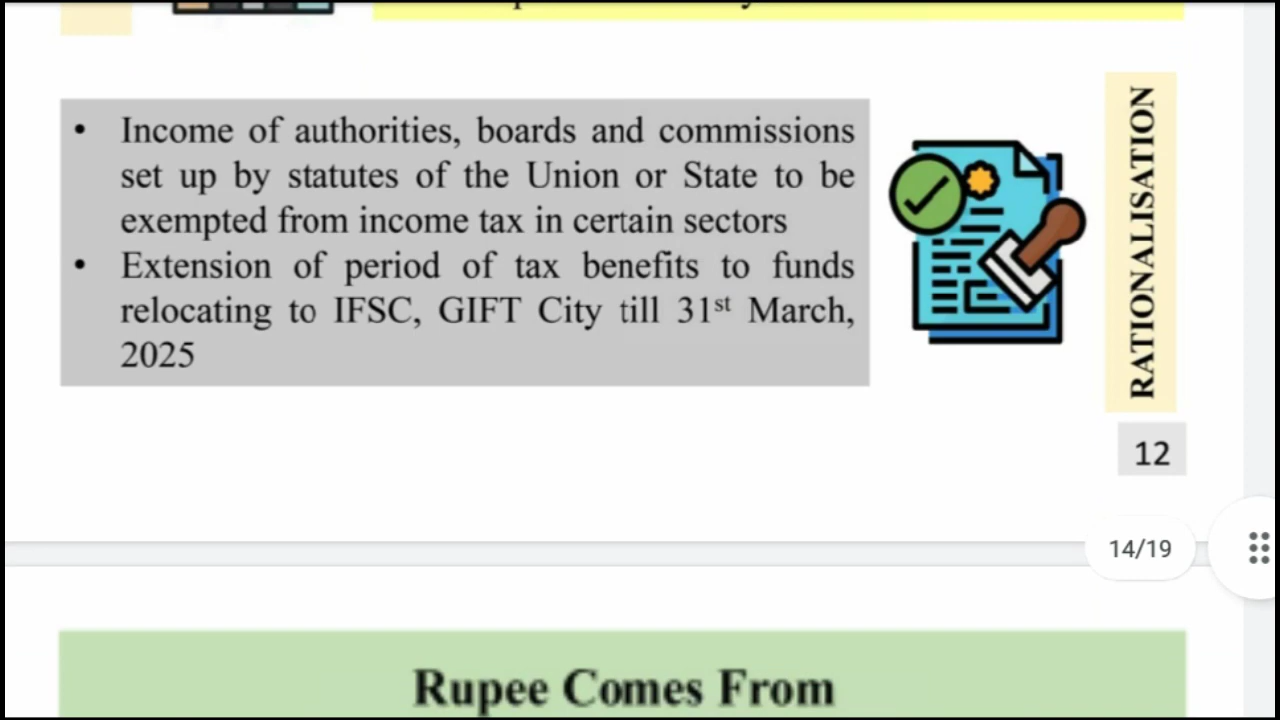 • Income of authorities, boards and commissions
set up by statutes of the Union or State to be
exempted from income tax in certain sectors
• Extension of period of tax benefits to funds
relocating to IFSC, GIFT City till 31st March,
2025
RATIONALISATION
12
14/19
Rupee Comes From